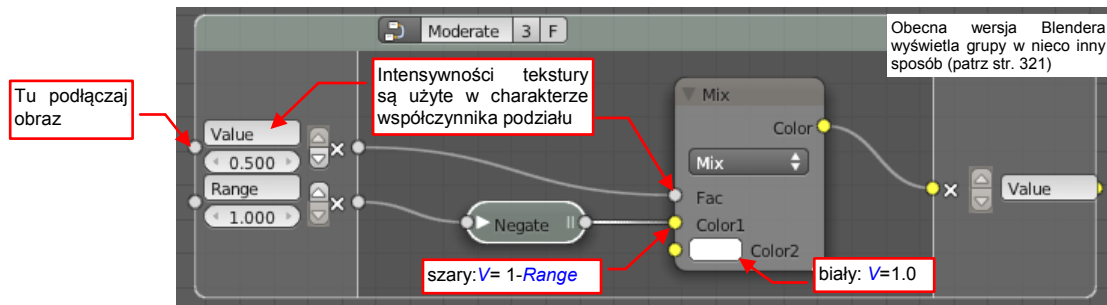 Moderate 3 F
Obecna wersja Blendera
wyświetla grupy w nieco inny
sposób (patrz str. 321)
Tu podłączaj
obraz
Intensywności tekstury
są użyte w charakterze
współczynnika podziału
Value
0.500
Range
1.000
Negate
Mix
Color
Mix
Fac
Color1
Color2
Value
szary:V= 1-Range
biały: V=1.0